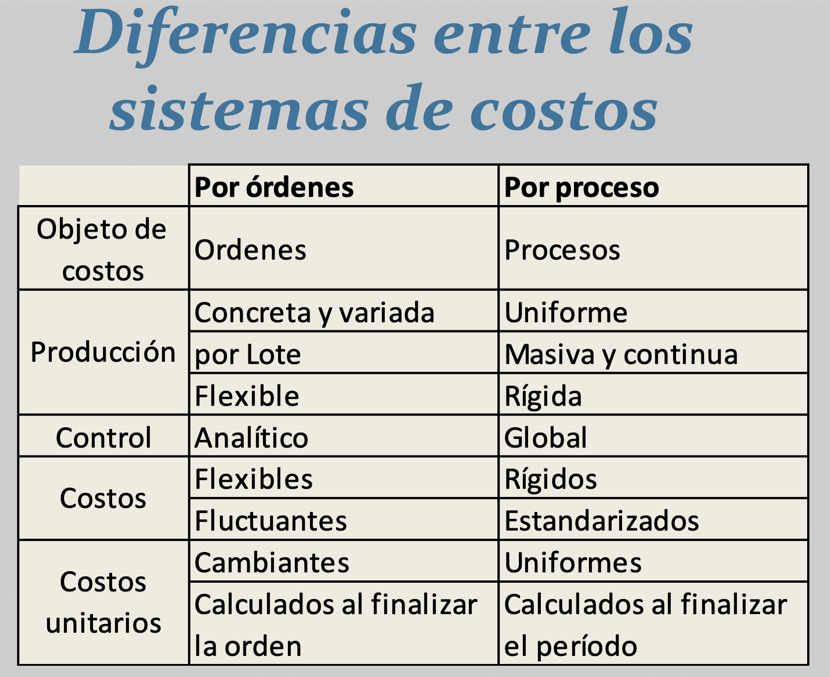 Diferencias entre los
sistemas de costos
Por órdenes
Por proceso
Objeto de
costos
Ordenes
Procesos
Producción
Concreta y variada
Uniforme
por Lote
Masiva y continua
Flexible
Rígida
Control
Analítico
Global
Costos
Flexibles
Rígidos
Fluctuantes
Estandarizados
Costos
unitarios
Cambiantes
Uniformes
Calculados al finalizar
la orden
Calculados al finalizar
el período